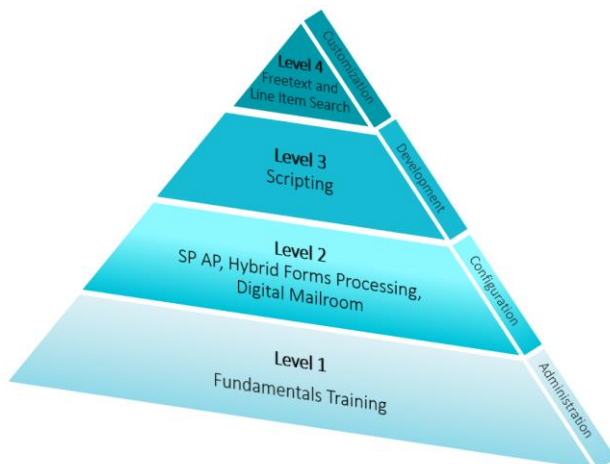 Level 4
Freetext and
Line Item Search
Customization
Level 3
Scripting
Development
Level 2
SP AP, Hybrid Forms Processing,
Digital Mailroom
Configuration
Level 1
Fundamentals Training
Administration